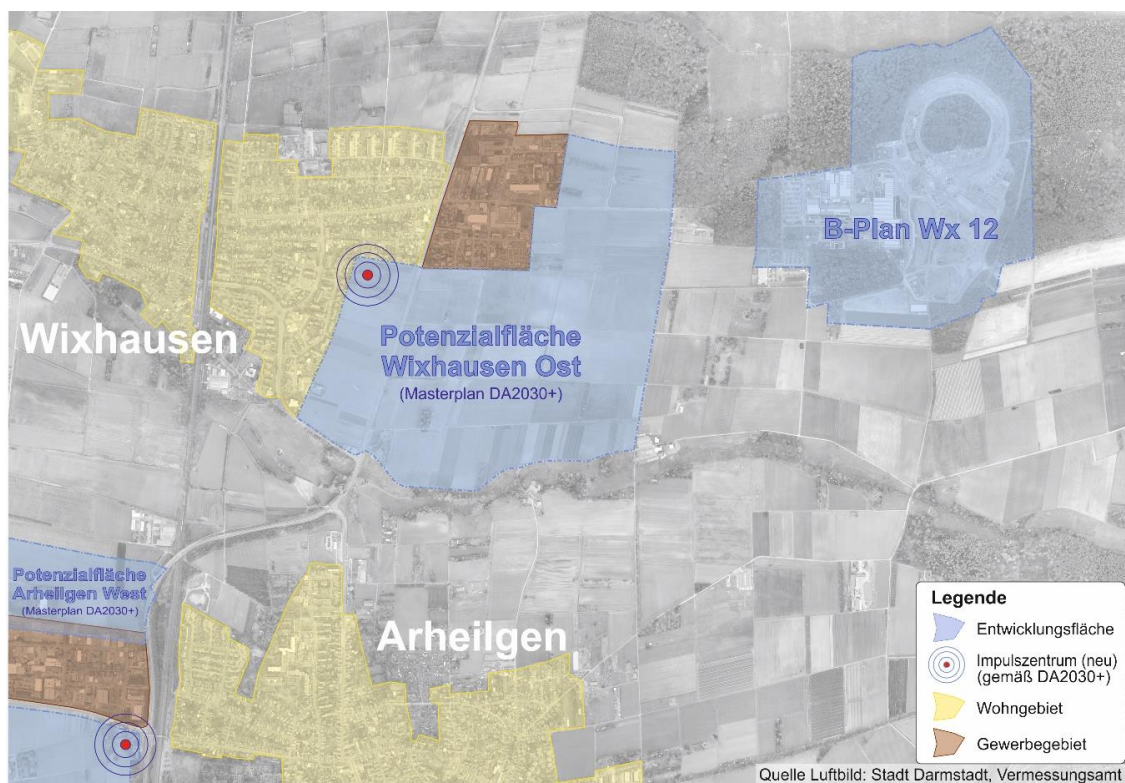 B-Plan Wx 12
Wixhausen
Potenzialfläche
Wixhausen Ost
(Masterplan DA2030+)
Potenzialfläche
Arheilgen West
(Masterplan DA2030+)
Arheilgen
Legende
Entwicklungsfläche
Impulszentrum (neu)
(gemäß DA2030+)
Wohngebiet
Gewerbegebiet
Quelle Luftbild: Stadt Darmstadt, Vermessungsamt